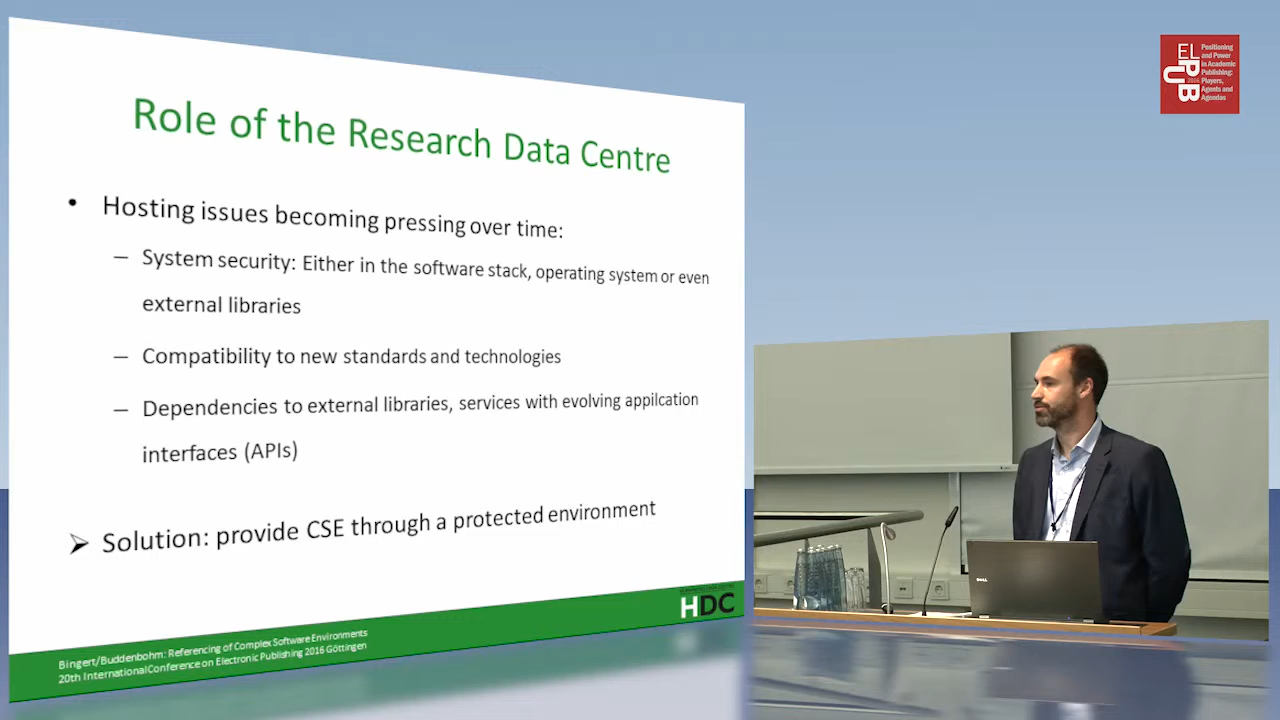 Role of the Research Data Centre
• Hosting issues becoming pressing over time:
– System security: Either in the software stack, operating system or even
external libraries
– Compatibility to new standards and technologies
– Dependencies to external libraries, services with evolving appilcation
interfaces (APIs)
➢ Solution: provide CSE through a protected environment
HDC
Bingert/Buddenbohm: Referencing of Complex Software Environments
20th International Conference on Electronic Publishing 2016 Göttingen
ELPUB
2016
Positioning
and Power
in Academic
Publishing:
Players,
Agents and
Agendas
DELL